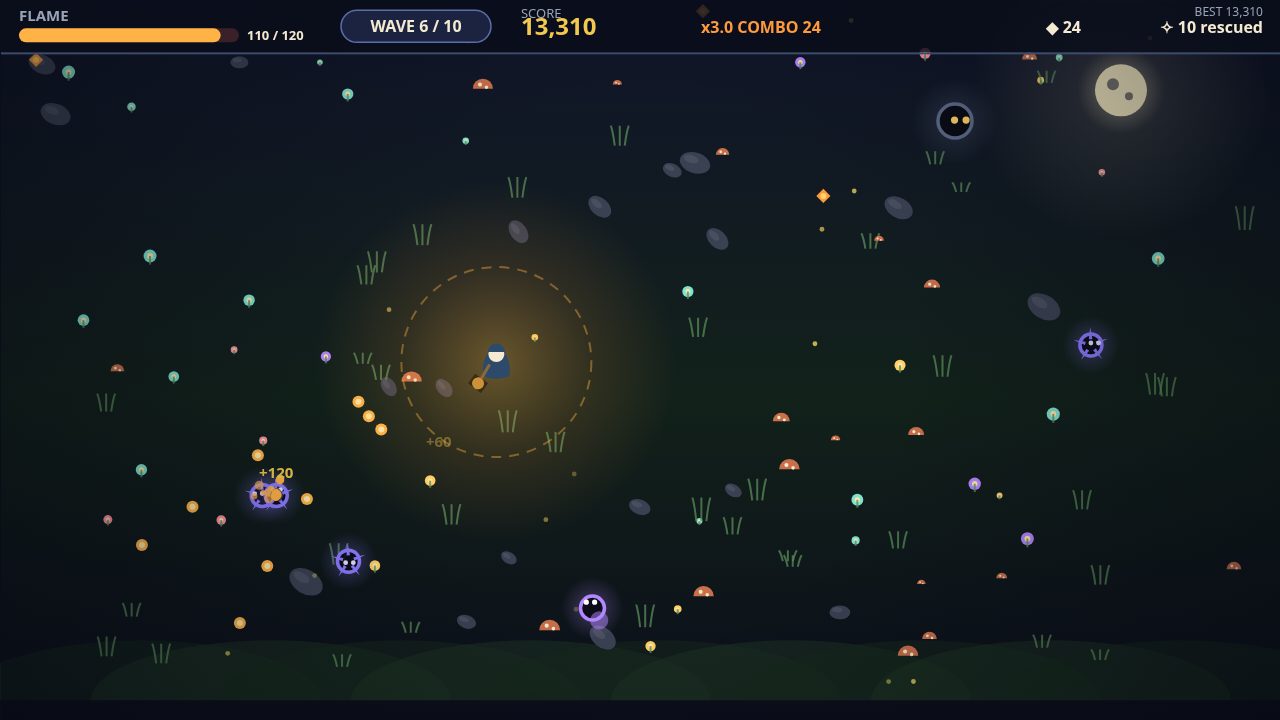 FLAME
110 / 120
WAVE 6 / 10
SCORE
13,310
x3.0 COMBO 24
24
BEST 13,310
10 rescued
+60
+120